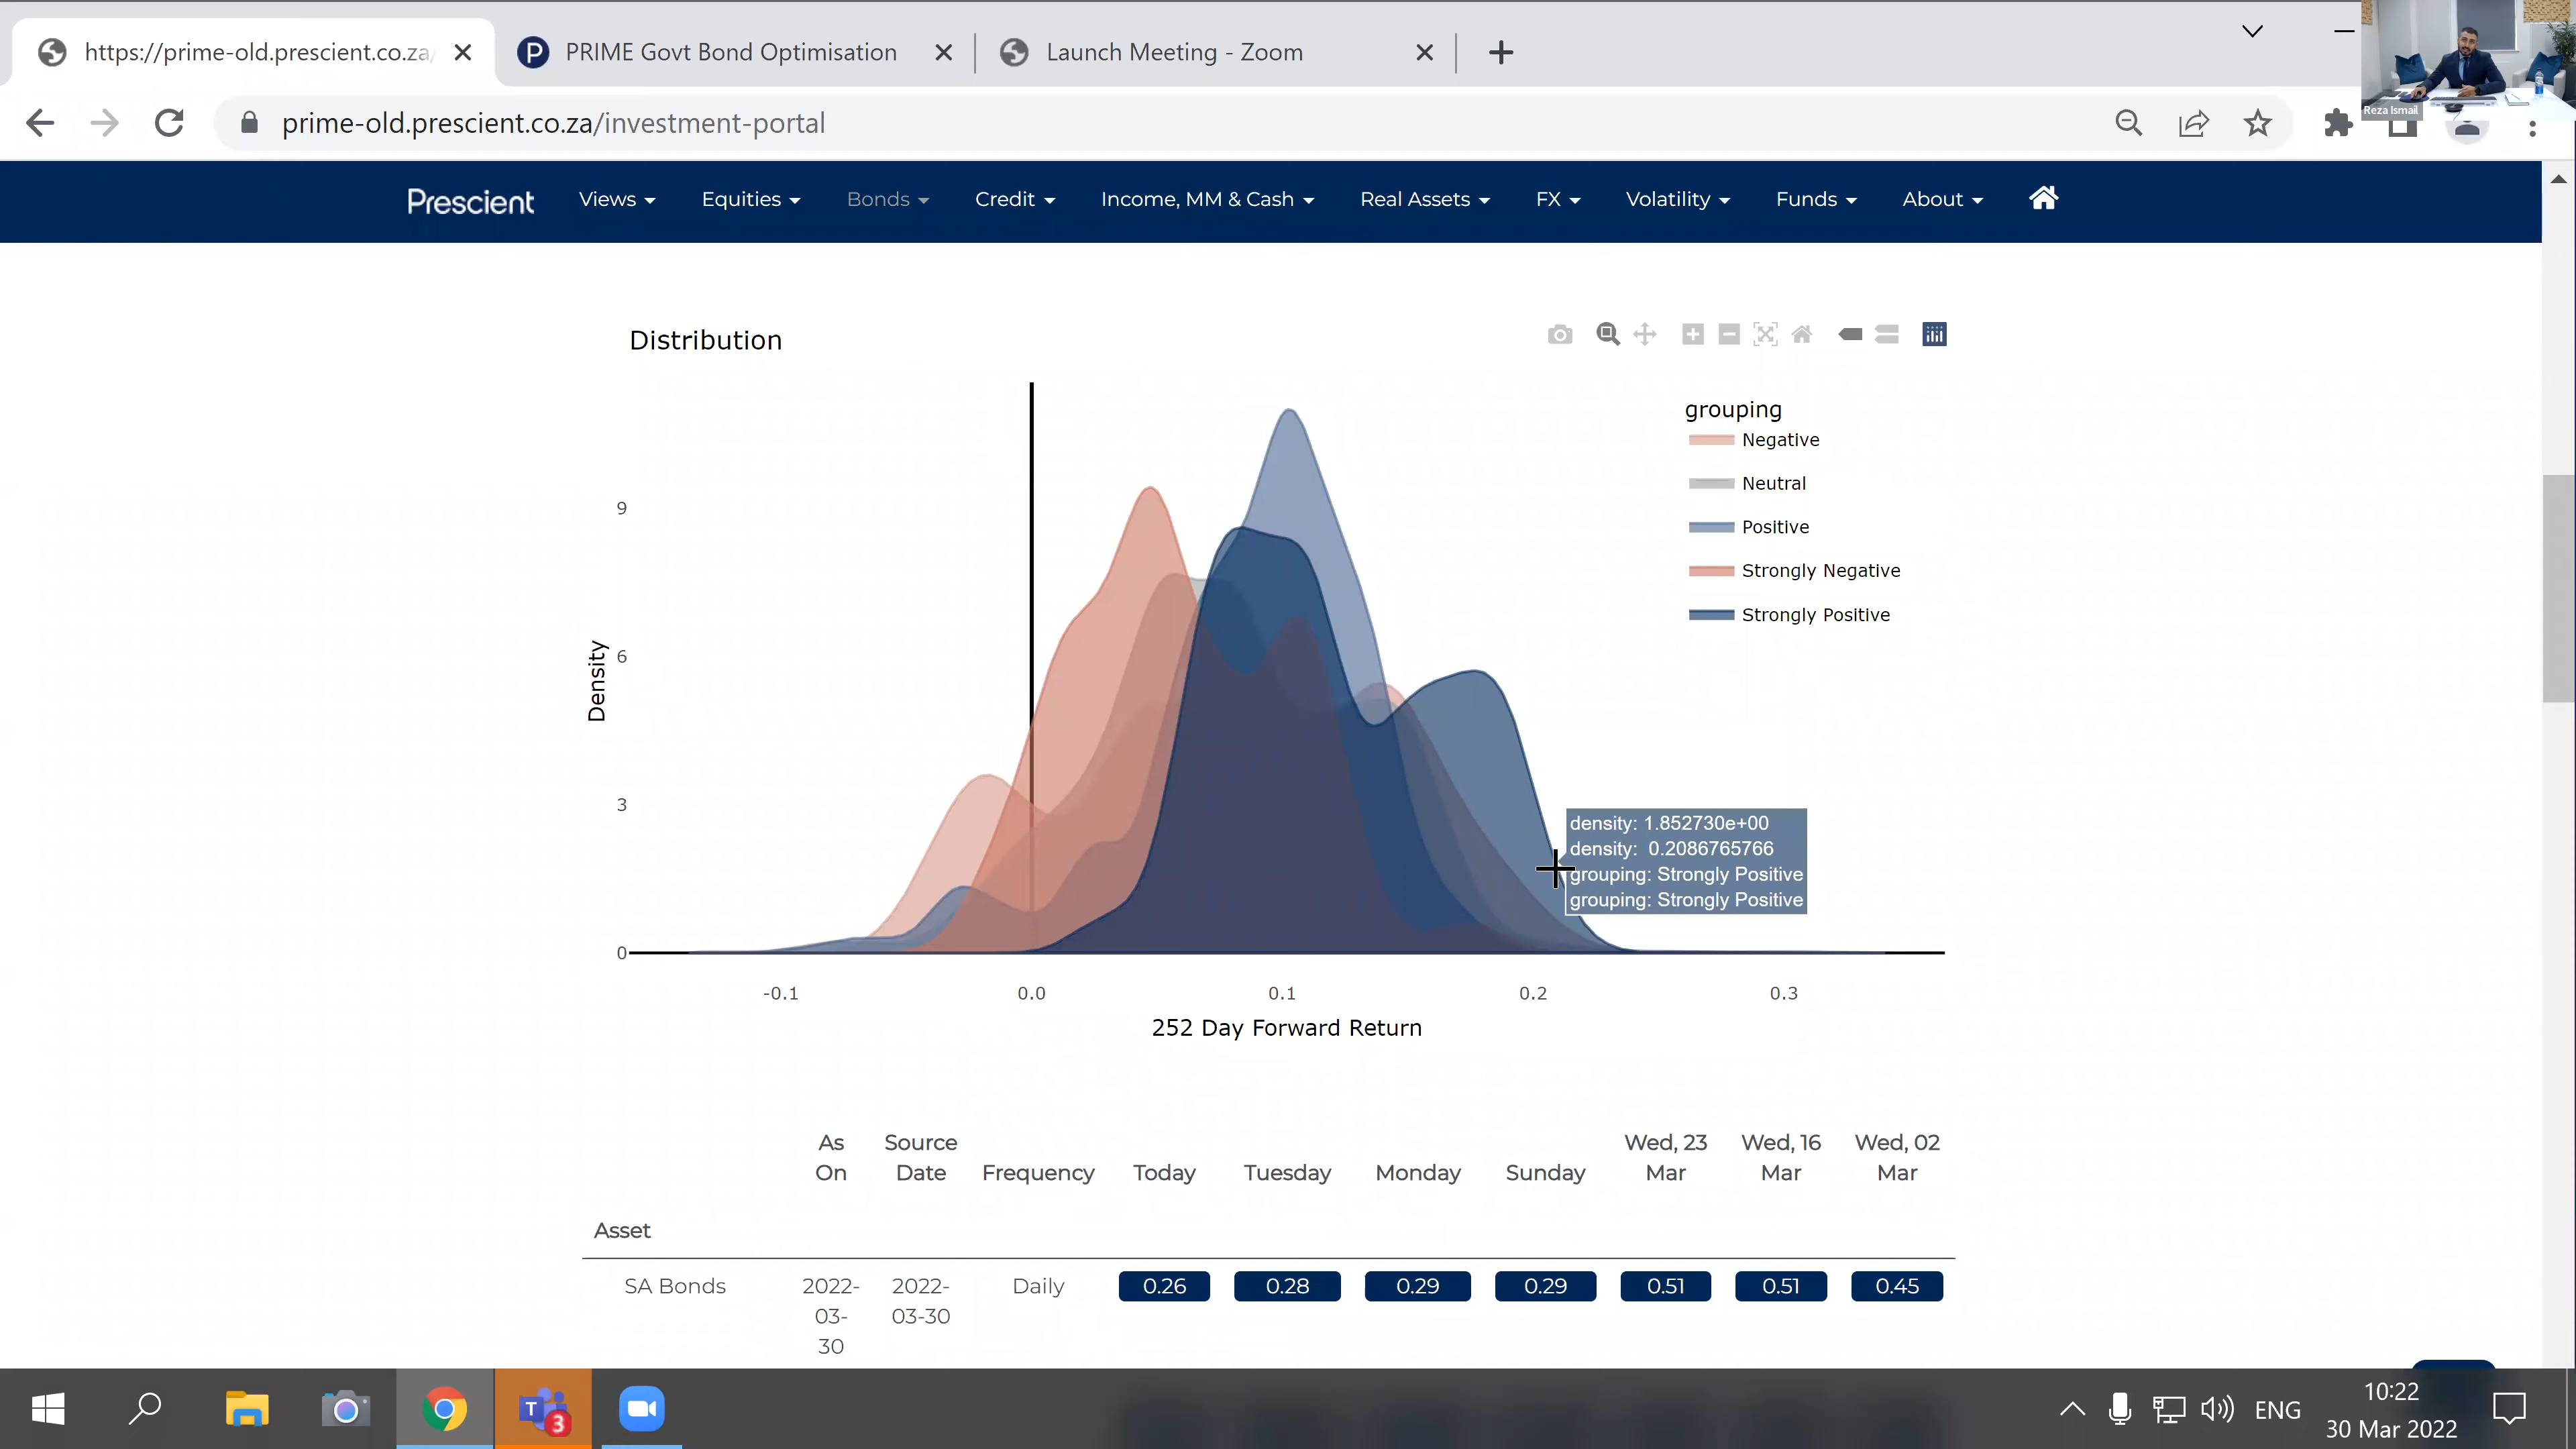 https://prime-old.prescient.co.za/
PRIME Govt Bond Optimisation
Launch Meeting - Zoom
prime-old.prescient.co.za/investment-portal
Reza Ismail
Prescient
Views
Equities
Bonds
Credit
Income, MM & Cash
Real Assets
FX
Volatility
Funds
About
Distribution
grouping
Negative
Neutral
Positive
Strongly Negative
Strongly Positive
9
6
3
0
Density
density: 1.852730e+00
density: 0.2086765766
grouping: Strongly Positive
grouping: Strongly Positive
-0.1 0.0 0.1 0.2 0.3
252 Day Forward Return
As On Source Date Frequency Today Tuesday Monday Sunday Wed, 23 Mar Wed, 16 Mar Wed, 02 Mar
Asset
SA Bonds 2022-03-30 2022-03-30 Daily 0.26 0.28 0.29 0.29 0.51 0.51 0.45
T 3
ENG
10:22
30 Mar 2022